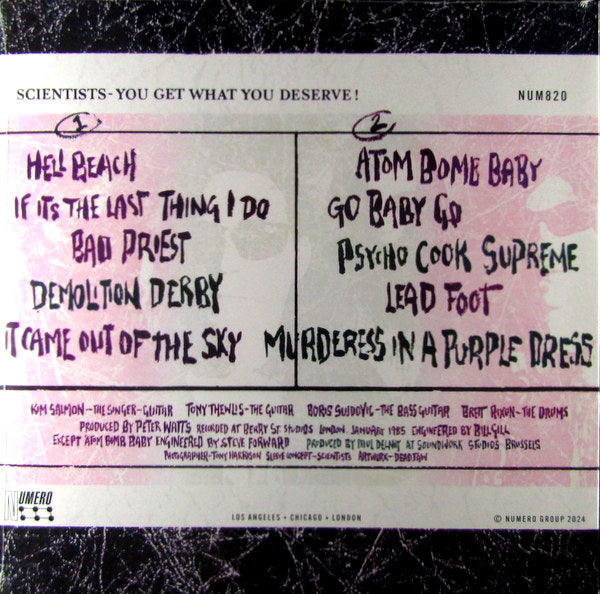 SCIENTISTS-YOU GET WHAT YOU DESERVE!
NUM820
1
HELL BEACH
IF ITS THE LAST THING I DO
BAD PRIEST
DEMOLITION DERBY
IT CAME OUT OF THE SKY
2
ATOM BOMB BABY
GO BABY GO
PSYCHO COOK SUPREME
LEAD FOOT
MURDERESS IN A PURPLE DRESS
KIM SALMON-THE SINGER-GUITAR TONY THEWLIS-THE GUITAR BORIS SUJDOVIC-THE BASS GUITAR BRETT RIXON-THE DRUMS
PRODUCED BY PETER WATTS RECORDED AT BERRY ST. STUDIOS LONDON. JANUARY 1985 ENGINEERED BY BILL GILL
EXCEPT ATOM BOMB BABY ENGINEERED BY STEVE FORWARD PRODUCED BY PAUL DELNOY AT SOUNDWORK STUDIOS BRUSSELS
PHOTOGRAPHER-TONY HARRISON SLEEVE CONCEPT-SCIENTISTS ARTWORK-DEADJAW
NUMERO
LOS ANGELES • CHICAGO • LONDON
© NUMERO GROUP 2024